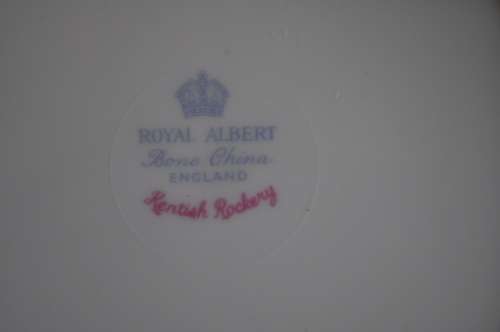 ROYAL ALBERT
Bone China
ENGLAND
Kentish Rockery